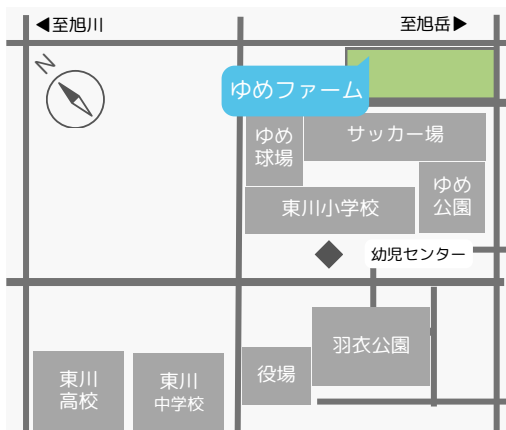 ◀至旭川
至旭岳▶
N
ゆめファーム
ゆめ
球場
サッカー場
東川小学校
ゆめ
公園
幼児センター
羽衣公園
役場
東川
高校
東川
中学校